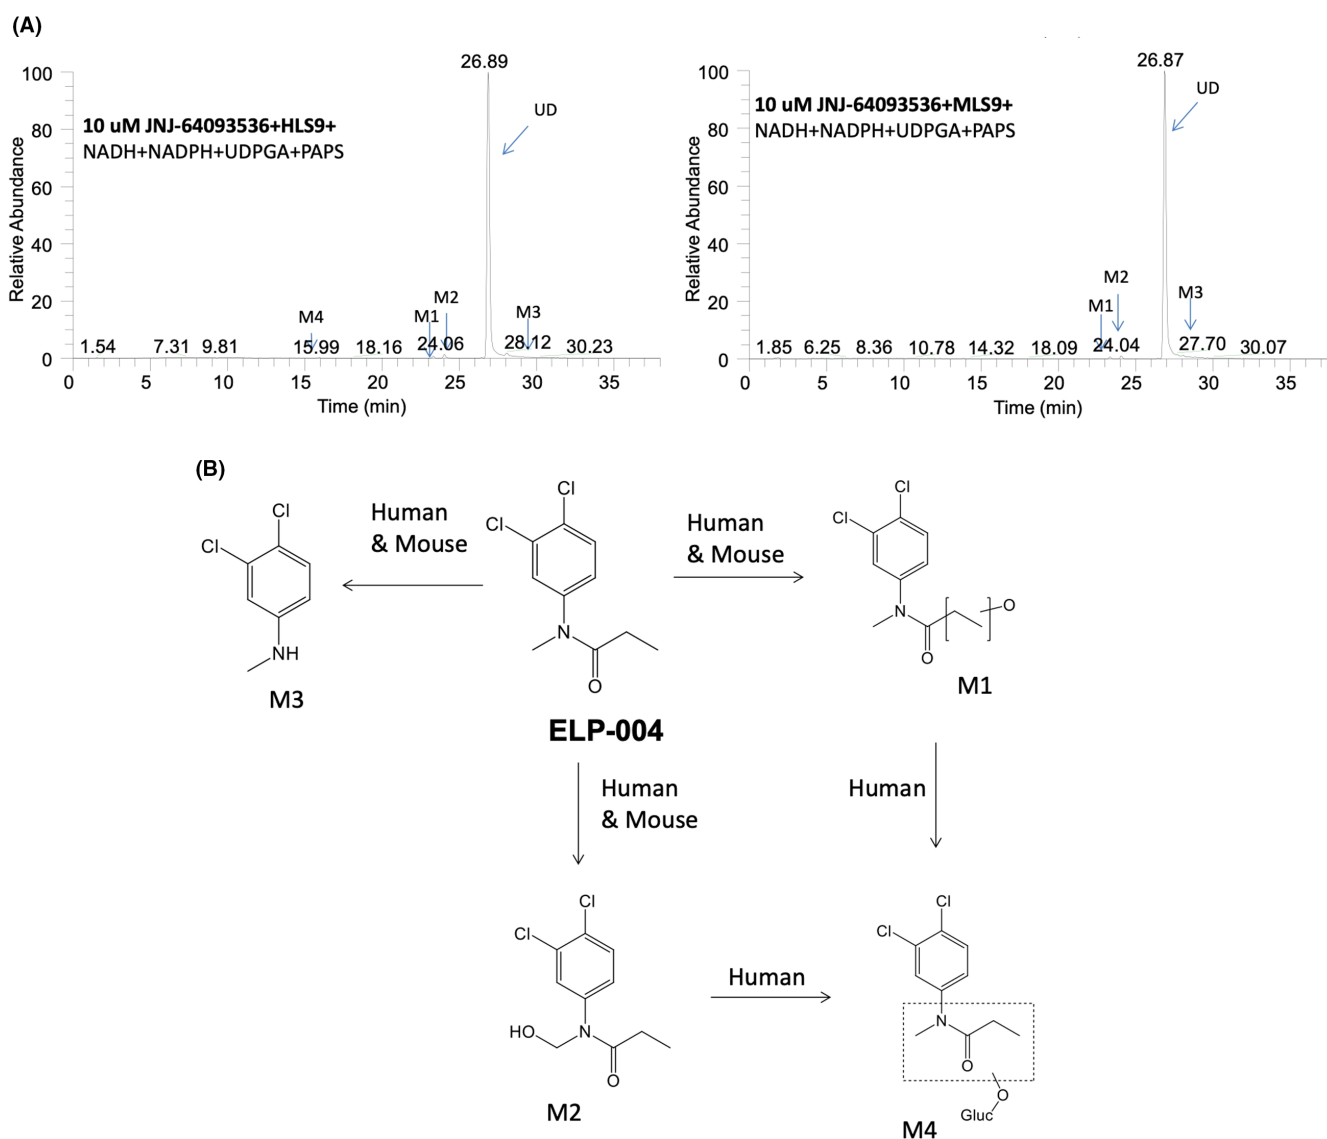 (A)
26.89
100
80
60
40
20
0
Relative Abundance
10 uM JNJ-64093536+HLS9+
NADH+NADPH+UDPGA+PAPS
UD
M4
M1
M2
M3
1.54 7.31 9.81 15.99 18.16 24.06 28.12 30.23
0 5 10 15 20 25 30 35
Time (min)
26.87
100
80
60
40
20
0
Relative Abundance
10 uM JNJ-64093536+MLS9+
NADH+NADPH+UDPGA+PAPS
UD
M1
M2
M3
1.85 6.25 8.36 10.78 14.32 18.09 24.04 27.70 30.07
0 5 10 15 20 25 30 35
Time (min)
(B)
Cl
Cl
NH
M3
Human
& Mouse
Cl
Cl
N
O
ELP-004
Human
& Mouse
Cl
Cl
N
O
O
M1
Human
& Mouse
Human
Cl
Cl
HO
N
O
M2
Human
Cl
Cl
N
O
O
Gluc
M4